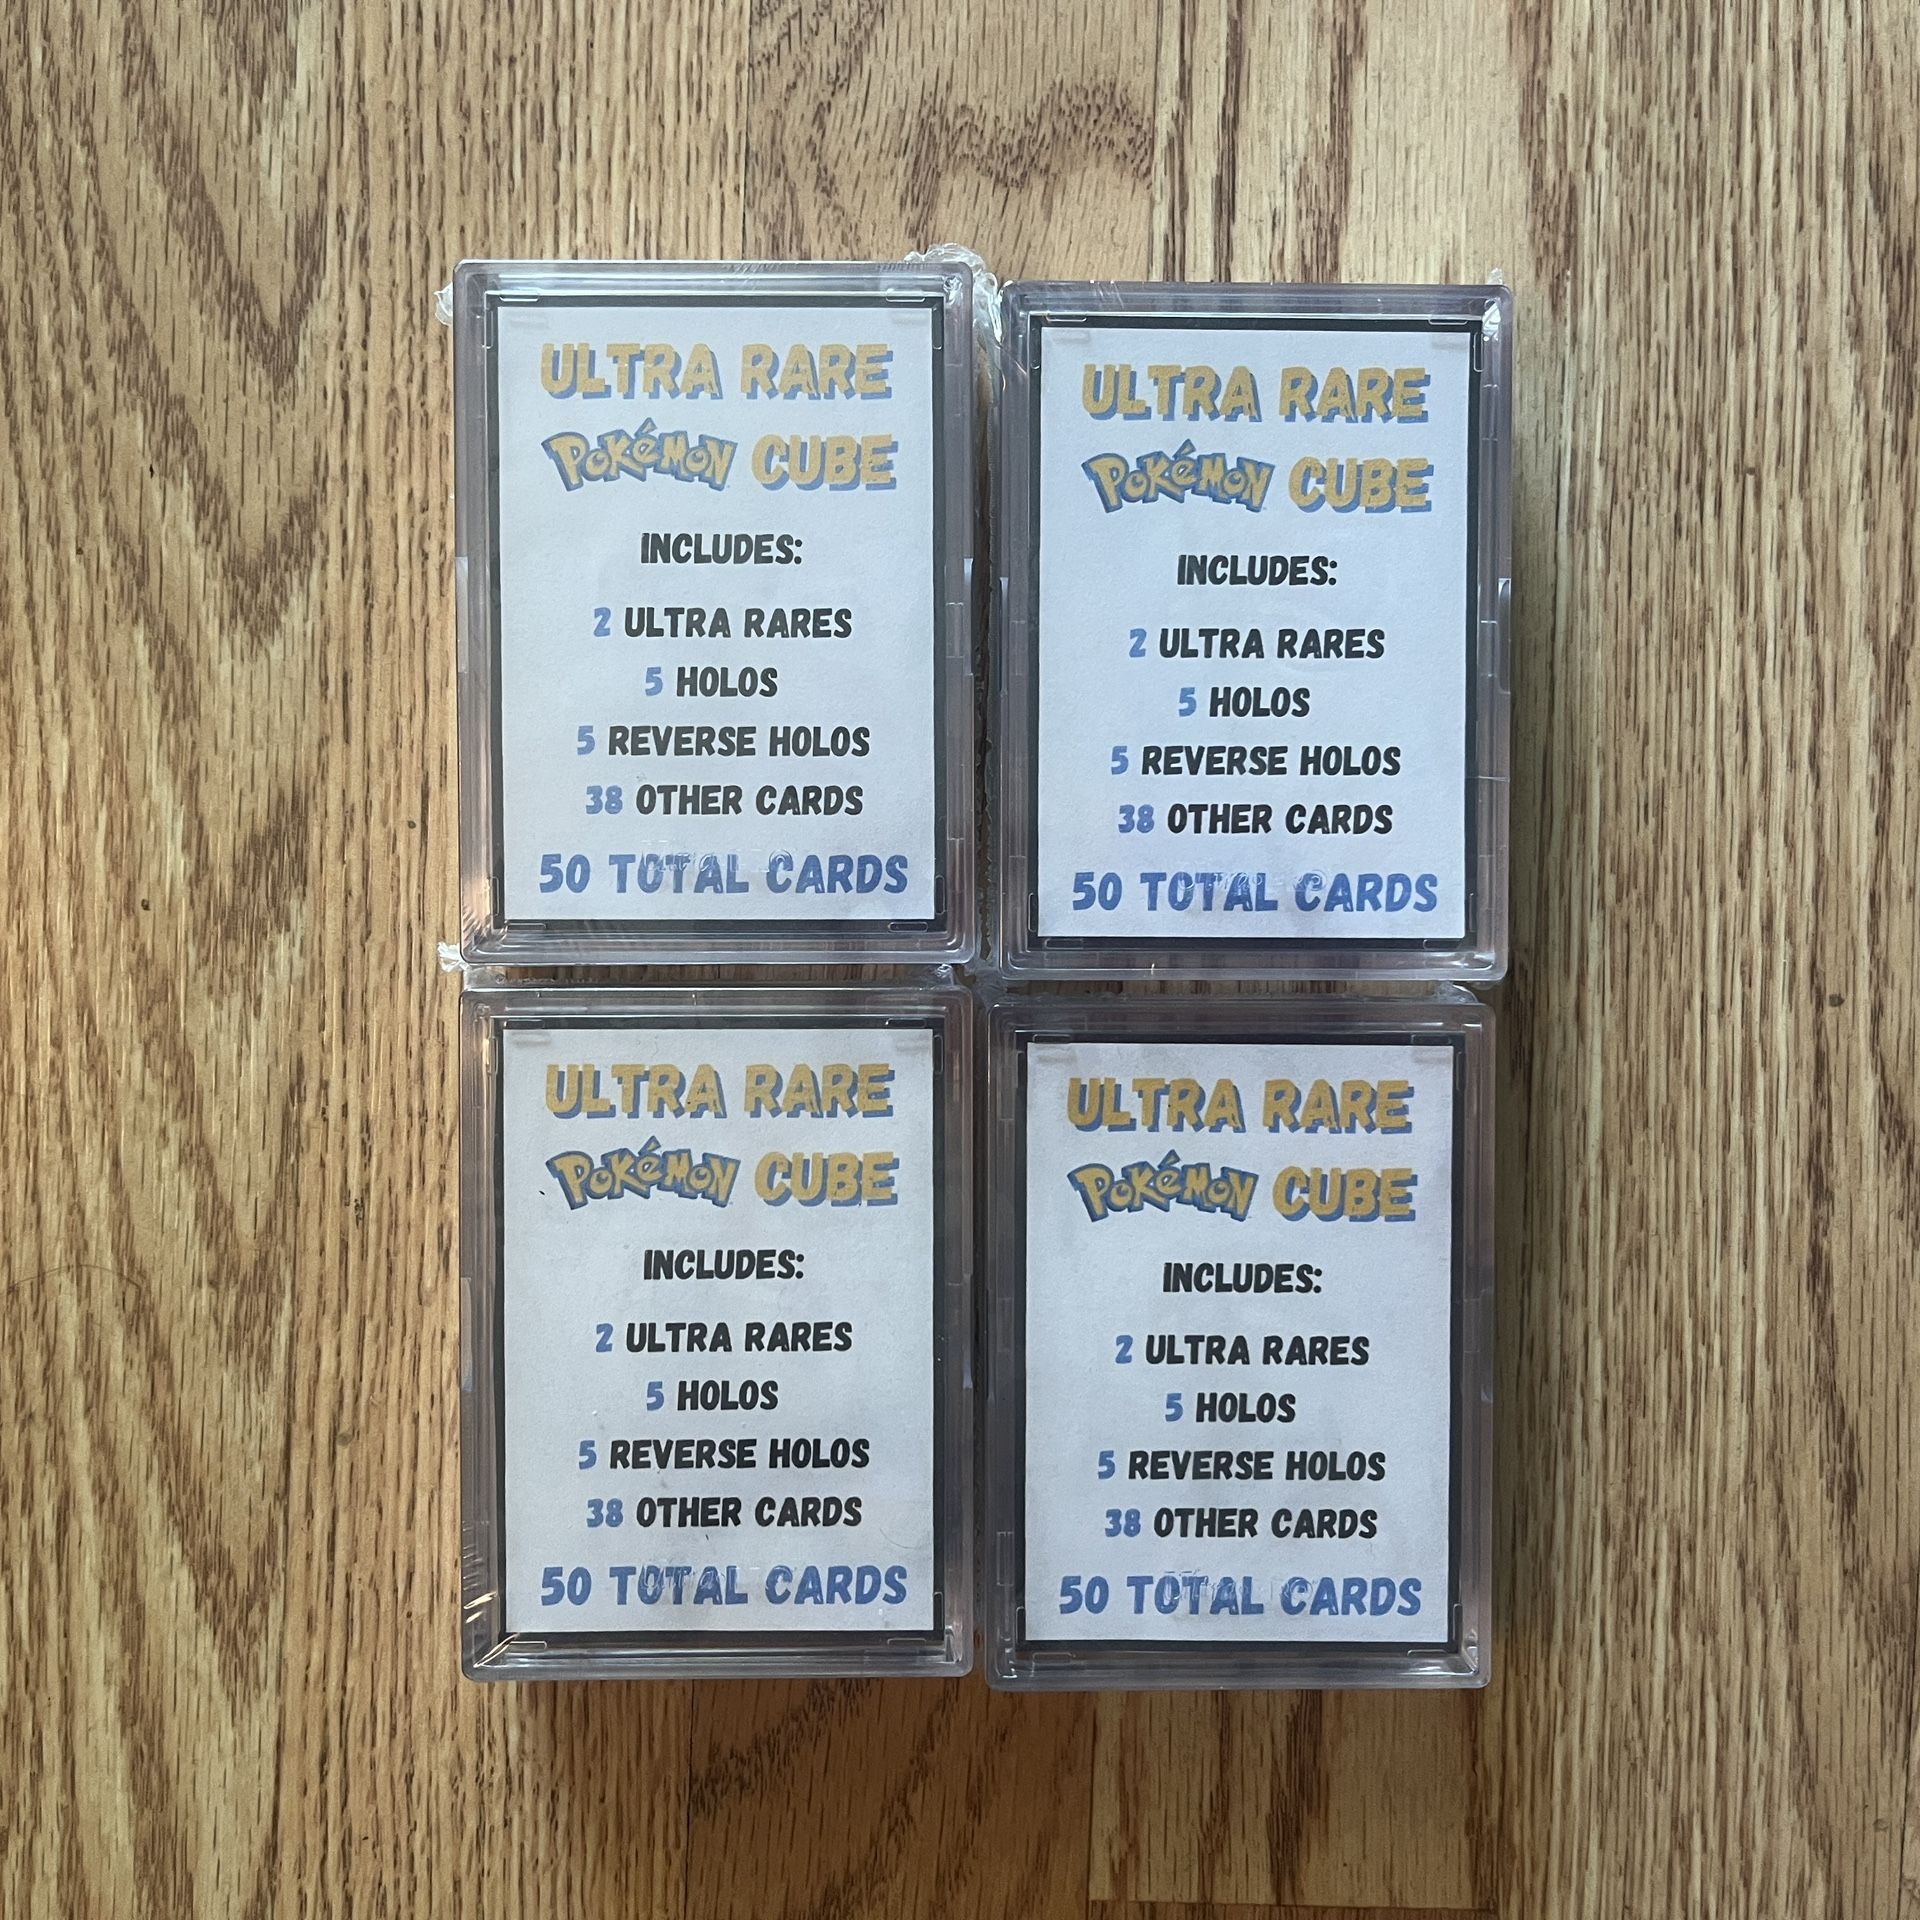 ULTRA RARE
POKéMON CUBE
INCLUDES:
2 ULTRA RARES
5 HOLOS
5 REVERSE HOLOS
38 OTHER CARDS
50 TOTAL CARDS
ULTRA RARE
POKéMON CUBE
INCLUDES:
2 ULTRA RARES
5 HOLOS
5 REVERSE HOLOS
38 OTHER CARDS
50 TOTAL CARDS
ULTRA RARE
POKéMON CUBE
INCLUDES:
2 ULTRA RARES
5 HOLOS
5 REVERSE HOLOS
38 OTHER CARDS
50 TOTAL CARDS
ULTRA RARE
POKéMON CUBE
INCLUDES:
2 ULTRA RARES
5 HOLOS
5 REVERSE HOLOS
38 OTHER CARDS
50 TOTAL CARDS